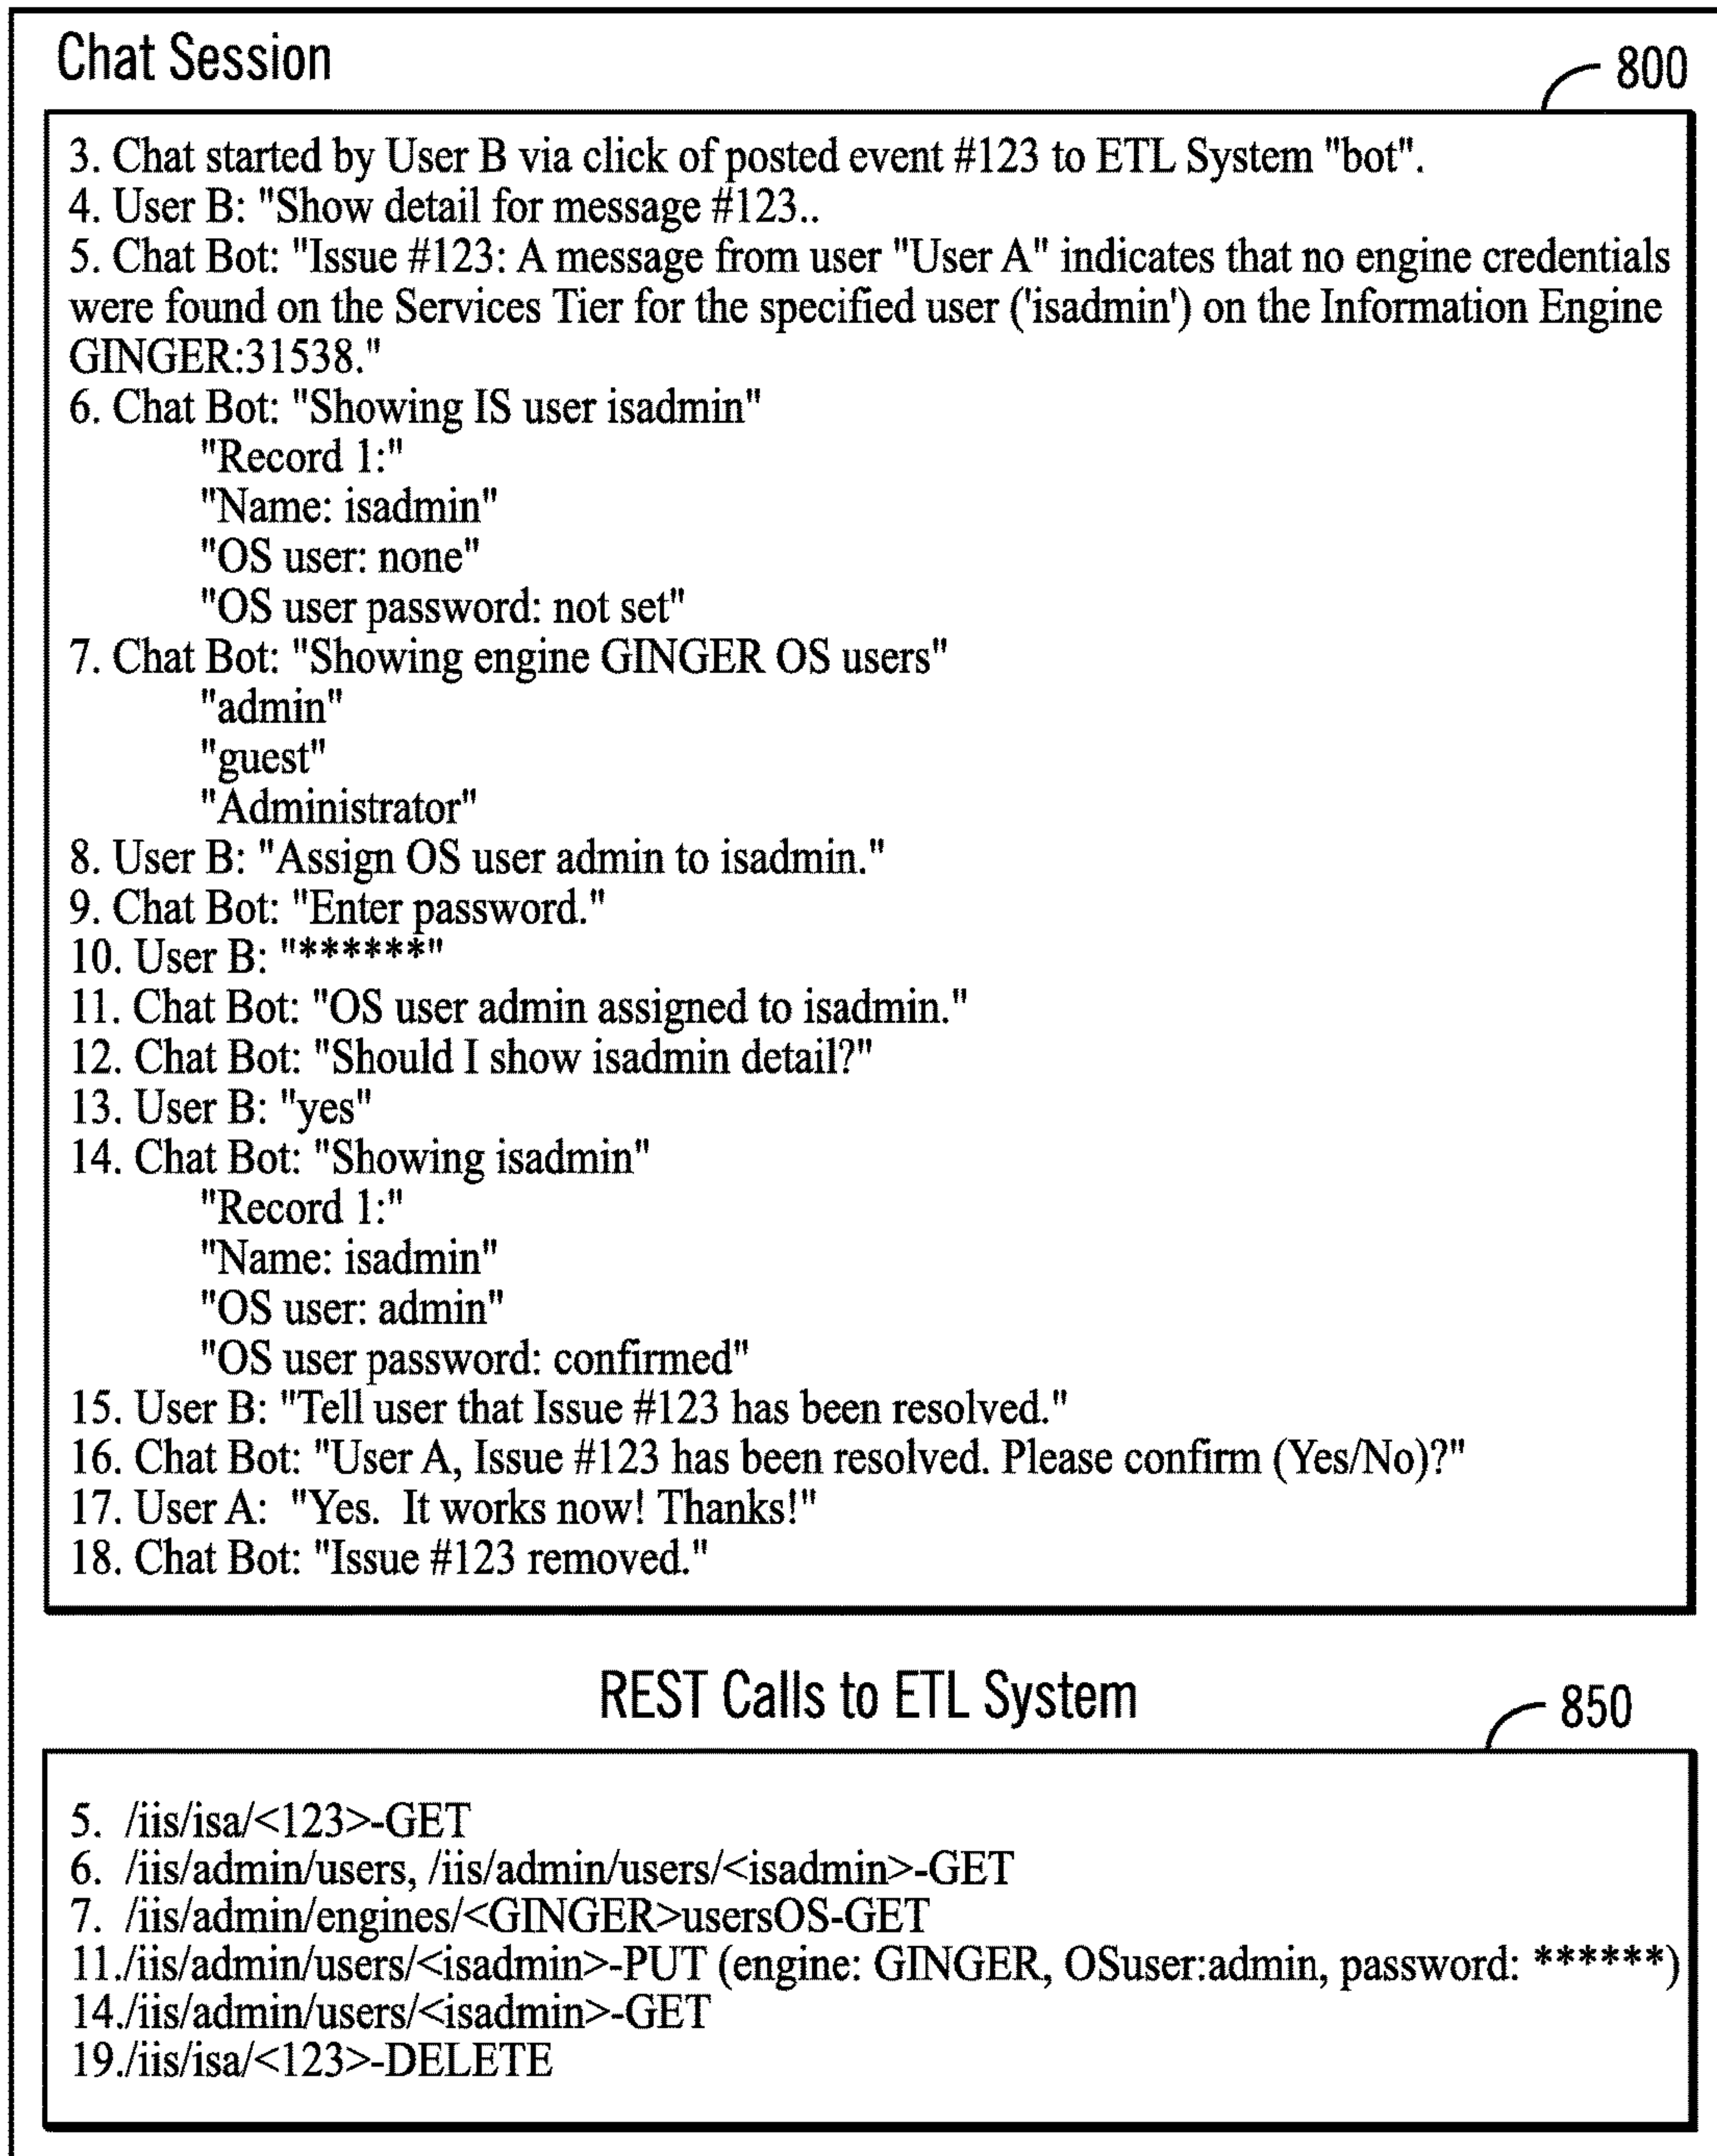 Chat Session
800
3. Chat started by User B via click of posted event #123 to ETL System "bot".
4. User B: "Show detail for message #123..
5. Chat Bot: "Issue #123: A message from user "User A" indicates that no engine credentials
were found on the Services Tier for the specified user ('isadmin') on the Information Engine
GINGER:31538."
6. Chat Bot: "Showing IS user isadmin"
"Record 1:"
"Name: isadmin"
"OS user: none"
"OS user password: not set"
7. Chat Bot: "Showing engine GINGER OS users"
"admin"
"guest"
"Administrator"
8. User B: "Assign OS user admin to isadmin."
9. Chat Bot: "Enter password."
10. User B: "******"
11. Chat Bot: "OS user admin assigned to isadmin."
12. Chat Bot: "Should I show isadmin detail?"
13. User B: "yes"
14. Chat Bot: "Showing isadmin"
"Record 1:"
"Name: isadmin"
"OS user: admin"
"OS user password: confirmed"
15. User B: "Tell user that Issue #123 has been resolved."
16. Chat Bot: "User A, Issue #123 has been resolved. Please confirm (Yes/No)?"
17. User A:  "Yes.  It works now! Thanks!"
18. Chat Bot: "Issue #123 removed."
REST Calls to ETL System
850
5.  /iis/isa/<123>-GET
6.  /iis/admin/users, /iis/admin/users/<isadmin>-GET
7.  /iis/admin/engines/<GINGER>usersOS-GET
11./iis/admin/users/<isadmin>-PUT (engine: GINGER, OSuser:admin, password: ******)
14./iis/admin/users/<isadmin>-GET
19./iis/isa/<123>-DELETE